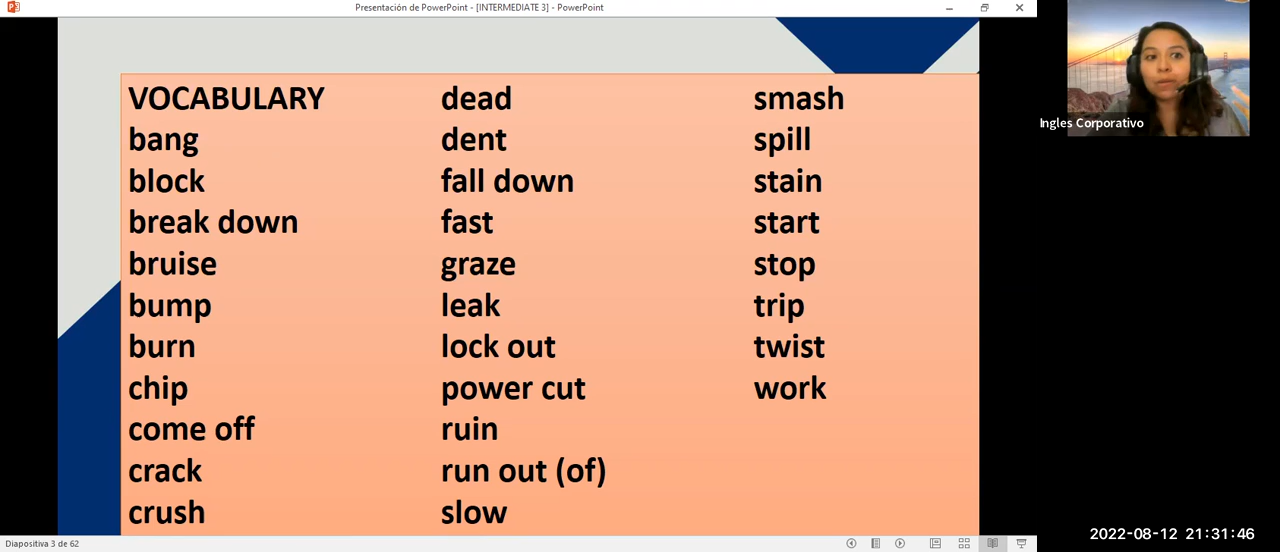 Presentación de PowerPoint - [INTERMEDIATE 3] - PowerPoint
VOCABULARY
bang
block
break down
bruise
bump
burn
chip
come off
crack
crush
dead
dent
fall down
fast
graze
leak
lock out
power cut
ruin
run out (of)
slow
smash
spill
stain
start
stop
trip
twist
work
Ingles Corporativo
Diapositiva 3 de 62
2022-08-12 21:31:46